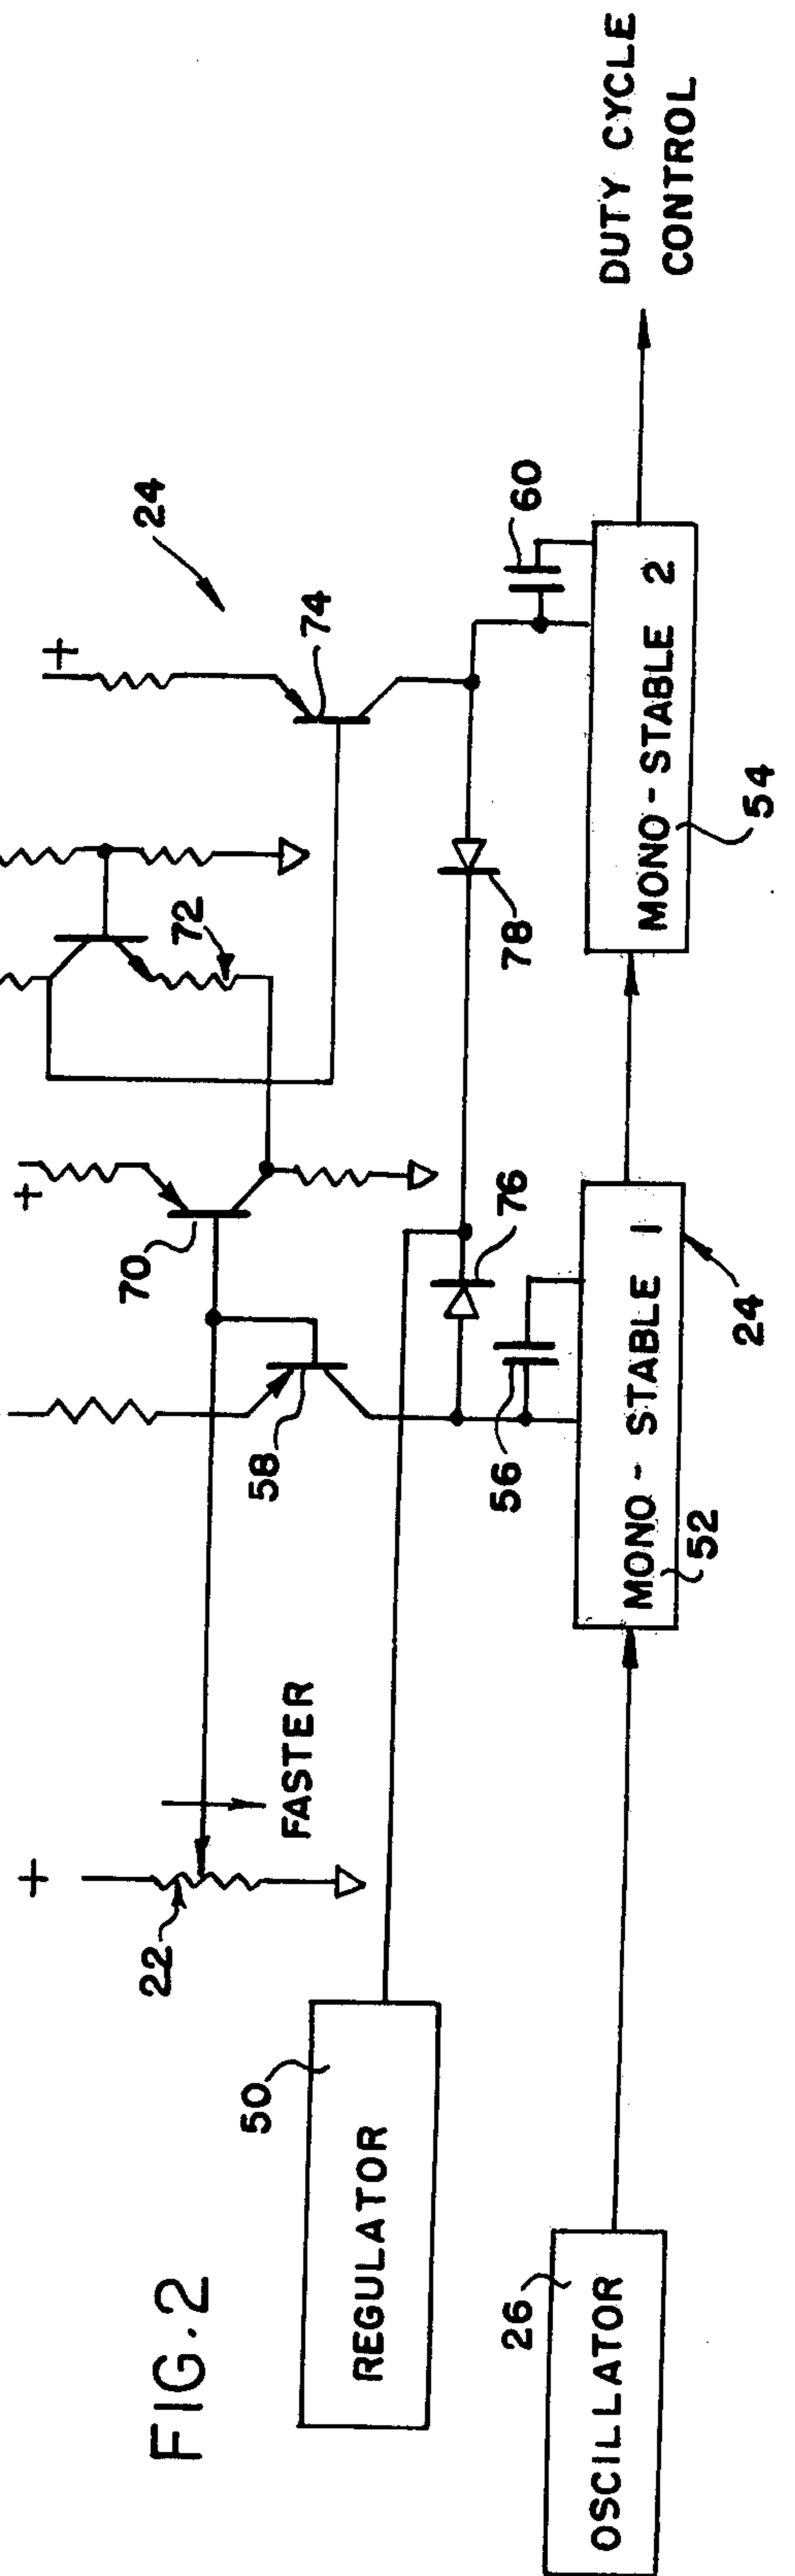 FIG. 2
+
22
FASTER
58
70
+
72
74
+
24
50
REGULATOR
76
78
56
60
26
OSCILLATOR
MONO - STABLE 1
52
24
MONO - STABLE 2
54
DUTY CYCLE
CONTROL